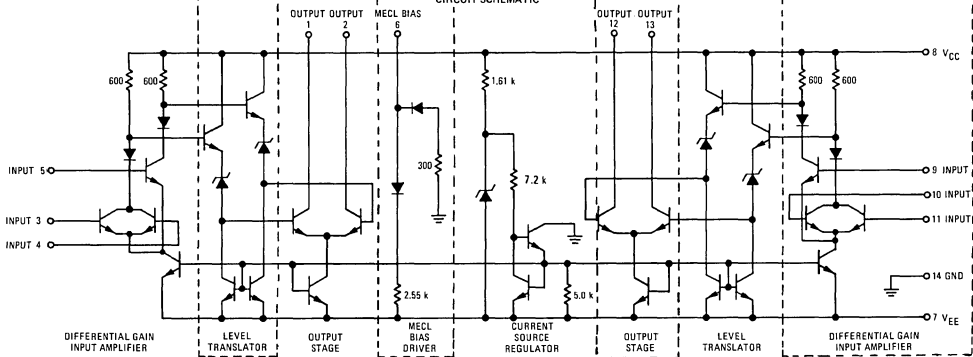 CIRCUIT SCHEMATIC
OUTPUT OUTPUT MECL BIAS
1 2 6
OUTPUT OUTPUT
12 13
8 VCC
600 600
1.61 k
600 600
INPUT 5
300
7.2 k
9 INPUT
10 INPUT
INPUT 3
11 INPUT
INPUT 4
2.55 k
5.0 k
14 GND
7 VEE
DIFFERENTIAL GAIN
INPUT AMPLIFIER
LEVEL
TRANSLATOR
OUTPUT
STAGE
MECL
BIAS
DRIVER
CURRENT
SOURCE
REGULATOR
OUTPUT
STAGE
LEVEL
TRANSLATOR
DIFFERENTIAL GAIN
INPUT AMPLIFIER